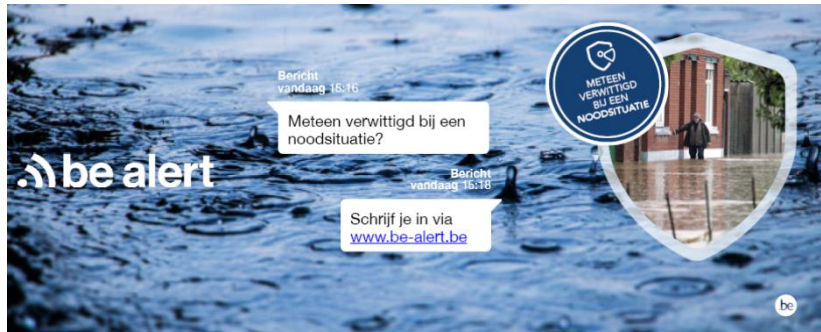 Bericht
vandaag 15:16
Meteen verwittigd bij een
noodsituatie?
be alert
Bericht
vandaag 15:18
Schrijf je in via
www.be-alert.be
METEEN
VERWITTIGD
BIJ EEN
NOODSITUATIE
be